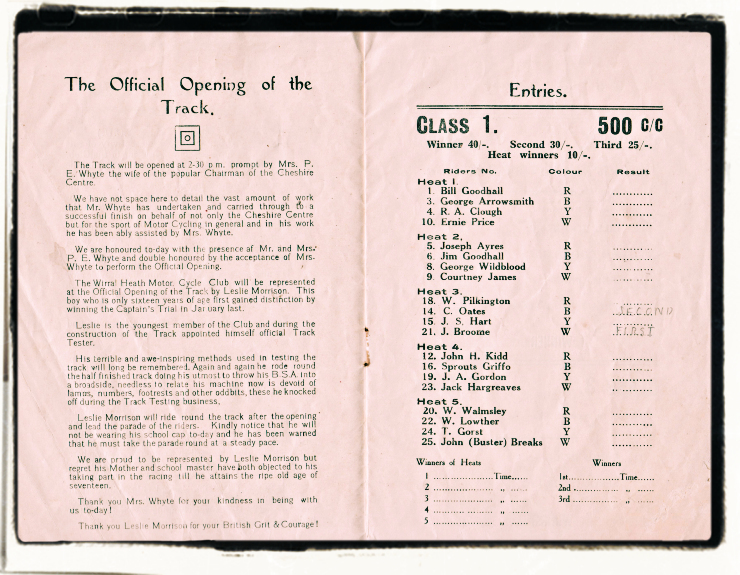 The Official Opening of the
Track.
The Track will be opened at 2-30 p.m. prompt by Mrs. P.
E. Whyte the wife of the popular Chairman of the Cheshire
Centre.
We have not space here to detail the vast amount of work
that Mr. Whyte has undertaken and carried through to a
successful finish on behalf of not only the Cheshire Centre
but for the sport of Motor Cycling in general and in his work
he has been ably assisted by Mrs. Whyte.
We are honoured to-day with the presence of Mr. and Mrs.
P. E. Whyte and double honoured by the acceptance of Mrs.
Whyte to perform the Official Opening.
The Wirral Heath Motor Cycle Club will be represented
at the Official Opening of the Track by Leslie Morrison. This
boy who is only sixteen years of age first gained distinction by
winning the Captain's Trial in January last.
Leslie is the youngest member of the Club and during the
construction of the Track appointed himself official Track
Tester.
His terrible and awe-inspiring methods used in testing the
track will long be remembered. Again and again he rode round
the half finished track doing his utmost to throw his B.S.A. into
a broadside, needless to relate his machine now is devoid of
lamps, numbers, footrests and other oddbits, these he knocked
off during the Track Testing business.
Leslie Morrison will ride round the track after the opening
and lead the parade of the riders. Kindly notice that he will
not be wearing his school cap to-day and he has been warned
that he must take the parade round at a steady pace.
We are proud to be represented by Leslie Morrison but
regret his Mother and school master have both objected to his
taking part in the racing till he attains the ripe old age of
seventeen.
Thank you Mrs. Whyte for your kindness in being with
us to-day!
Thank you Leslie Morrison for your British Grit & Courage!
Entries.
CLASS 1. 500 C/C
Winner 40/-. Second 30/-. Third 25/-.
Heat winners 10/-.
Riders No. Colour Result
Heat 1.
1. Bill Goodhall R ............
3. George Arrowsmith B ............
4. R. A. Clough Y ............
10. Ernie Price W ............
Heat 2,
5. Joseph Ayres R ............
6. Jim Goodhall B ............
8. George Wildblood Y ............
9. Courtney James W ............
Heat 3.
18. W. Pilkington R ............
14. C. Oates B SECOND
15. J. S. Hart Y ............
21. J. Broome W FIRST
Heat 4.
12. John H. Kidd R ............
16. Sprouts Griffo B ............
19. J. A. Gordon Y ............
23. Jack Hargreaves W ............
Heat 5.
20. W. Walmsley R ............
22. W. Lowther B ............
24. T. Gorst Y ............
25. John (Buster) Breaks W ............
Winners of Heats Winners
1 ....................Time...... 1st....................Time......
2 .................... ,, ...... 2nd .................... ,, ......
3 .................... ,, ...... 3rd .................... ,, ......
4 .................... ,, ......
5 .................... ,, ......